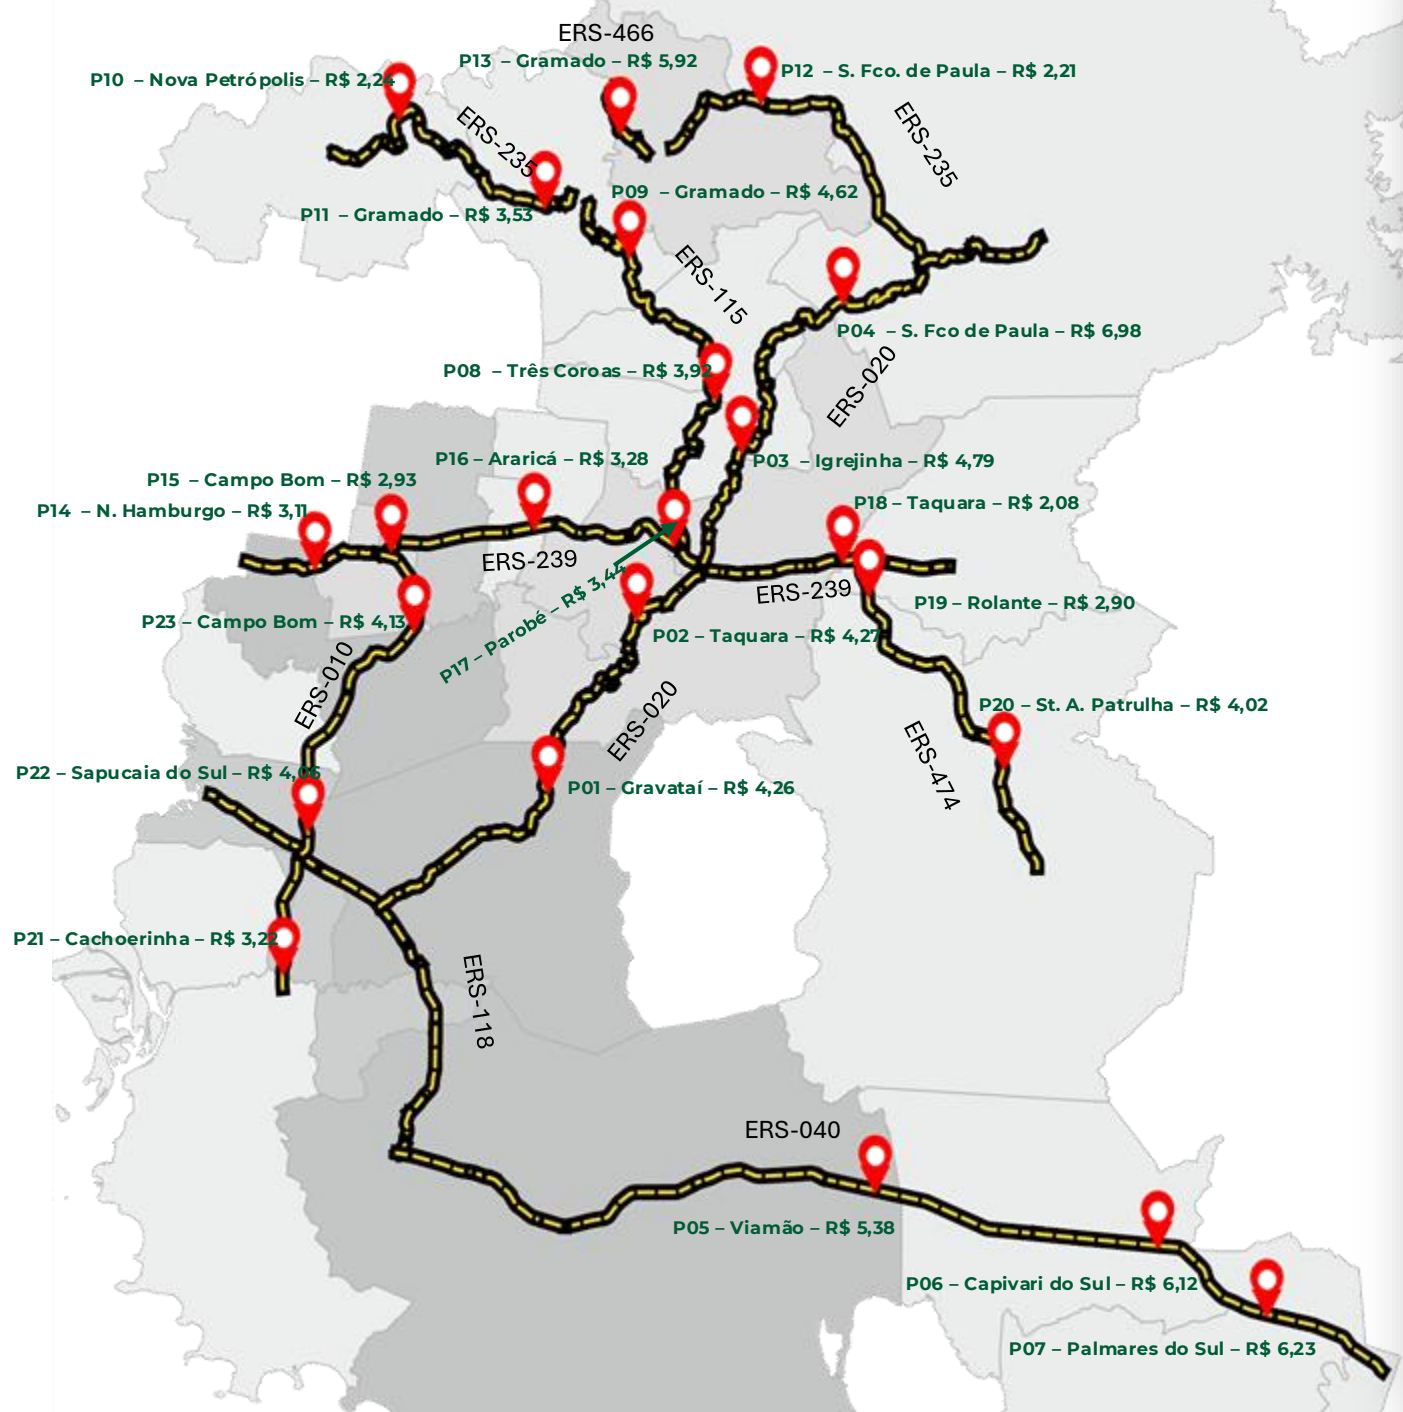 ERS-466
P13 – Gramado – R$ 5,92
P12 – S. Fco. de Paula – R$ 2,21
P10 – Nova Petrópolis – R$ 2,24
ERS-235
ERS-235
P09 – Gramado – R$ 4,62
P11 – Gramado – R$ 3,53
ERS-115
P04 – S. Fco de Paula – R$ 6,98
P08 – Três Coroas – R$ 3,92
ERS-020
P16 – Araricá – R$ 3,28
P03 – Igrejinha – R$ 4,79
P15 – Campo Bom – R$ 2,93
P18 – Taquara – R$ 2,08
P14 – N. Hamburgo – R$ 3,11
ERS-239
ERS-239
P19 – Rolante – R$ 2,90
P17 – Parobé – R$ 3,44
P23 – Campo Bom – R$ 4,13
P02 – Taquara – R$ 4,27
ERS-010
P20 – St. A. Patrulha – R$ 4,02
ERS-020
ERS-474
P22 – Sapucaia do Sul – R$ 4,06
P01 – Gravataí – R$ 4,26
P21 – Cachoerinha – R$ 3,22
ERS-118
ERS-040
P05 – Viamão – R$ 5,38
P06 – Capivari do Sul – R$ 6,12
P07 – Palmares do Sul – R$ 6,23